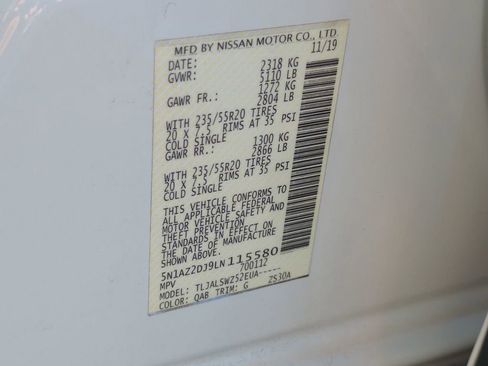 MFD BY NISSAN MOTOR CO., LTD.
DATE: 11/19
GVWR: 2318 KG
5110 LB
GAWR FR.: 1272 KG
2804 LB
WITH 235/55R20 TIRES
20 X 7.5 RIMS AT 35 PSI
COLD SINGLE
GAWR RR.: 1300 KG
2866 LB
WITH 235/55R20 TIRES
20 X 7.5 RIMS AT 35 PSI
COLD SINGLE
THIS VEHICLE CONFORMS TO
ALL APPLICABLE FEDERAL
MOTOR VEHICLE SAFETY AND
THEFT PREVENTION
STANDARDS IN EFFECT ON
THE DATE OF MANUFACTURE
SHOWN ABOVE.
5N1AZ2DJ9LN115580
MPV 700112
MODEL: TLJALSWZ52EUA-----
COLOR: QAB TRIM: G ZS30A